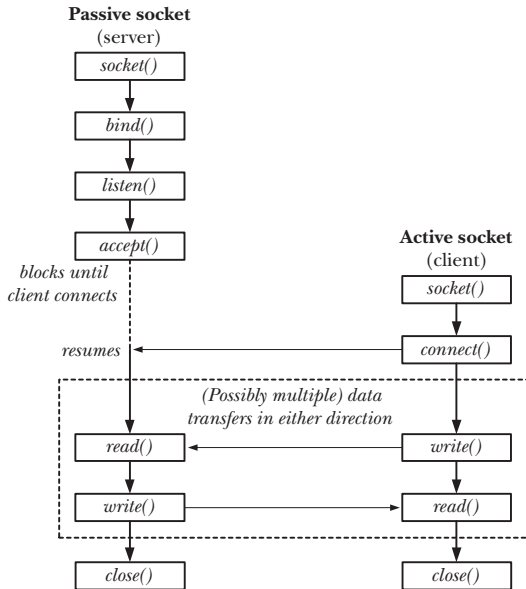 Passive socket
(server)
socket()
bind()
listen()
accept()
blocks until
client connects
resumes
Active socket
(client)
socket()
connect()
(Possibly multiple) data
transfers in either direction
read()
write()
write()
read()
close()
close()